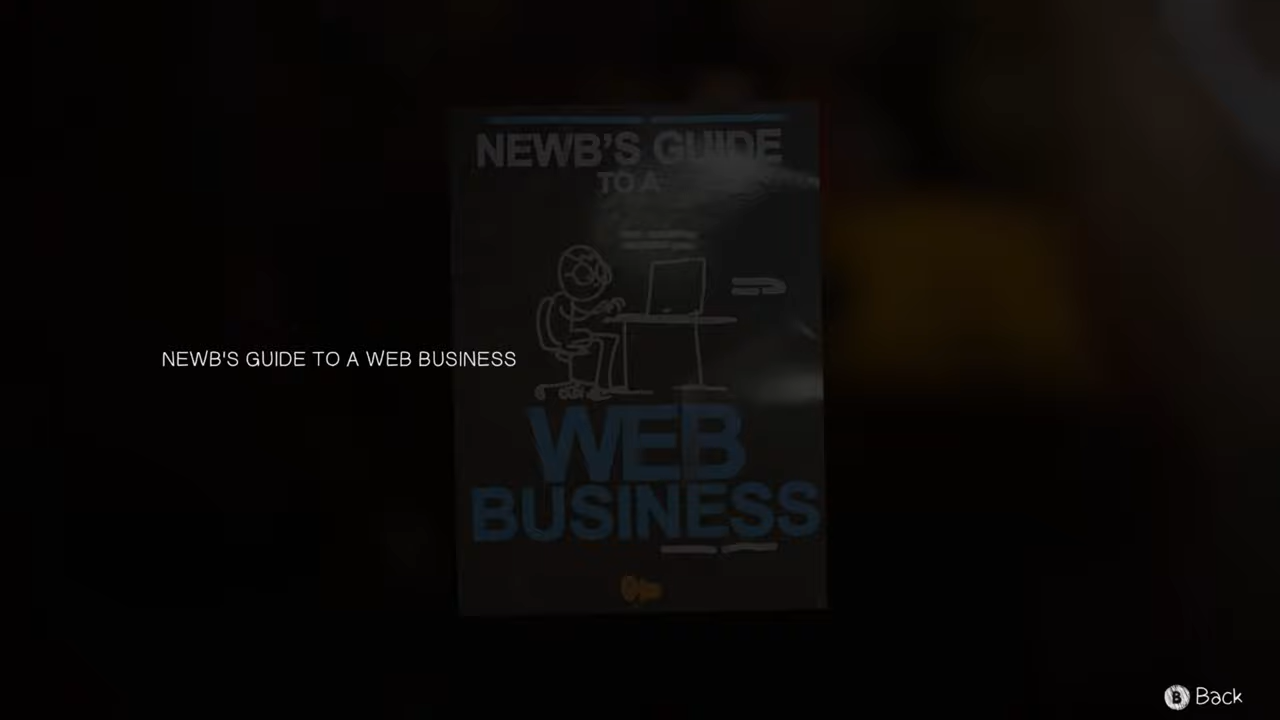 NEWB'S GUIDE
TO A
NEWB'S GUIDE TO A WEB BUSINESS
WEB
BUSINESS
B Back